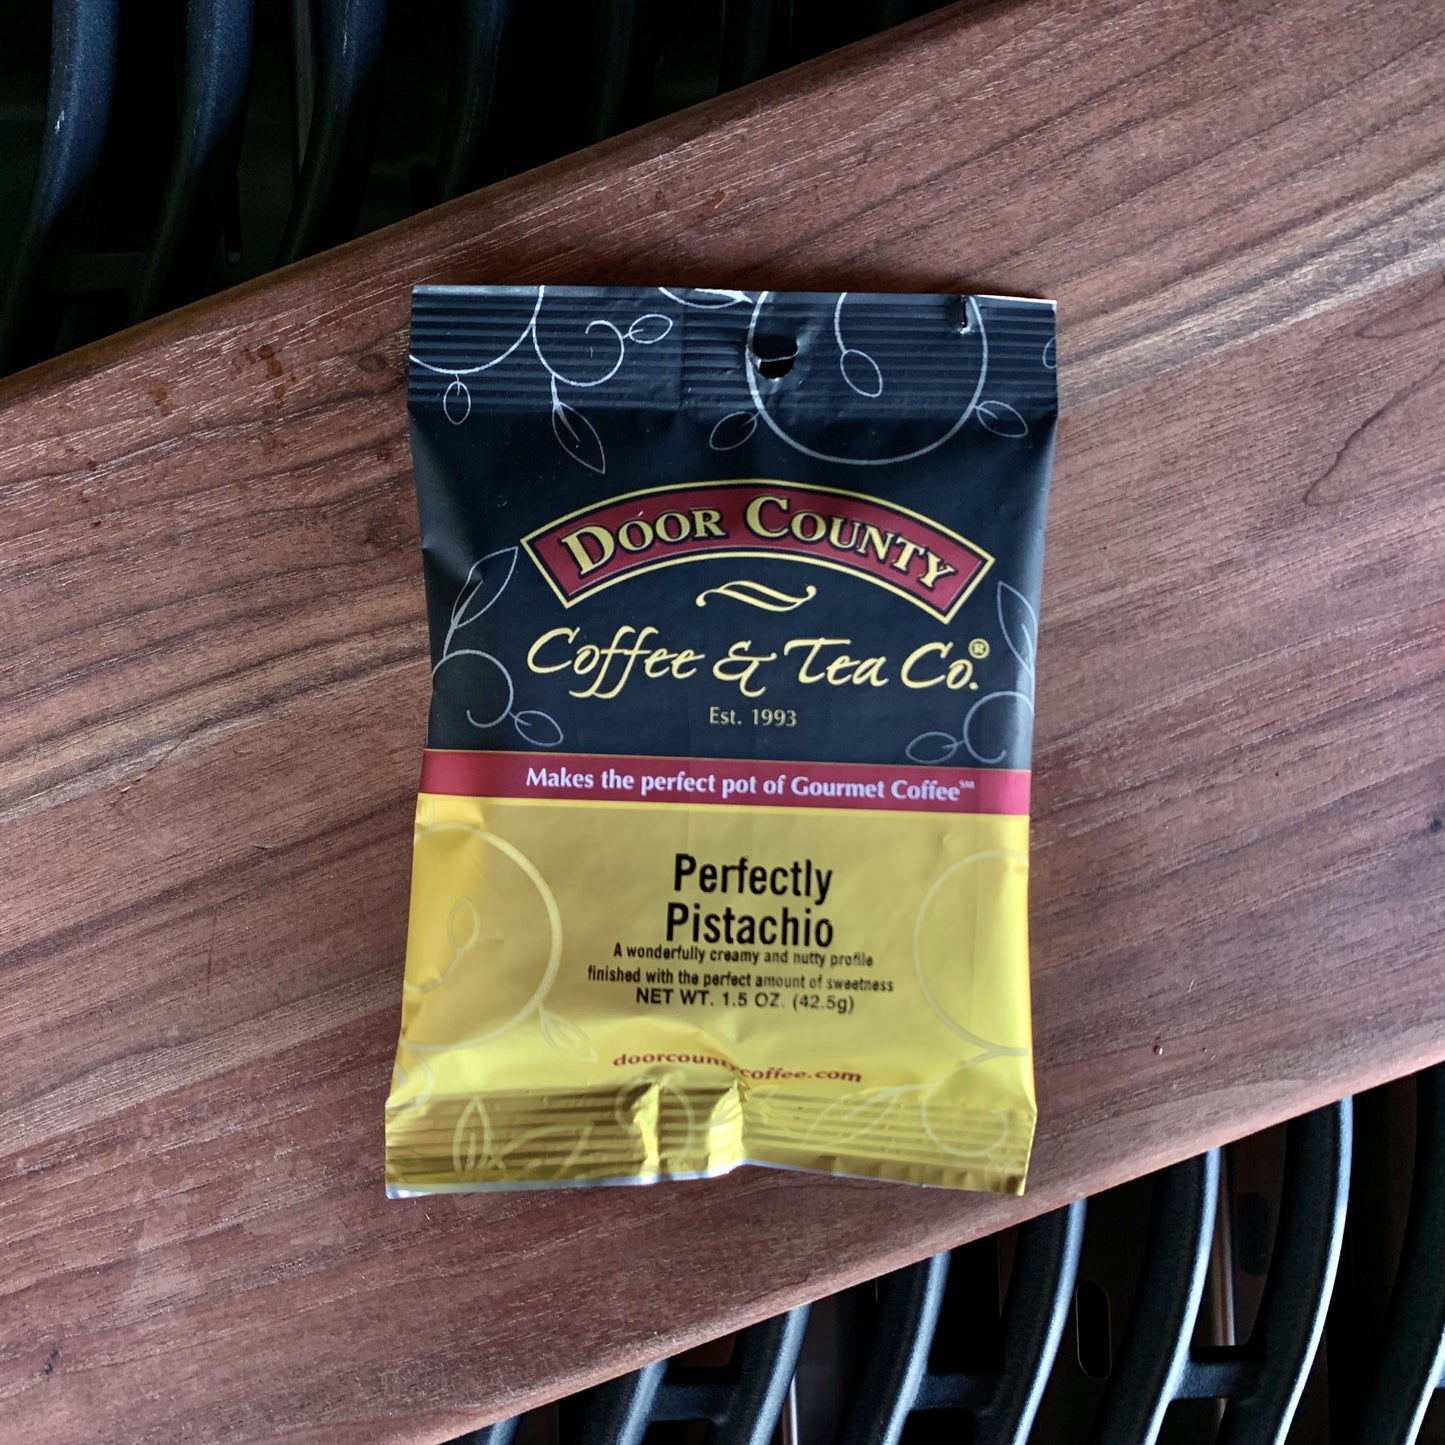 DOOR COUNTY
Coffee & Tea Co.®
Est. 1993
Makes the perfect pot of Gourmet Coffee℠
Perfectly
Pistachio
A wonderfully creamy and nutty profile
finished with the perfect amount of sweetness
NET WT. 1.5 OZ. (42.5g)
doorcountycoffee.com